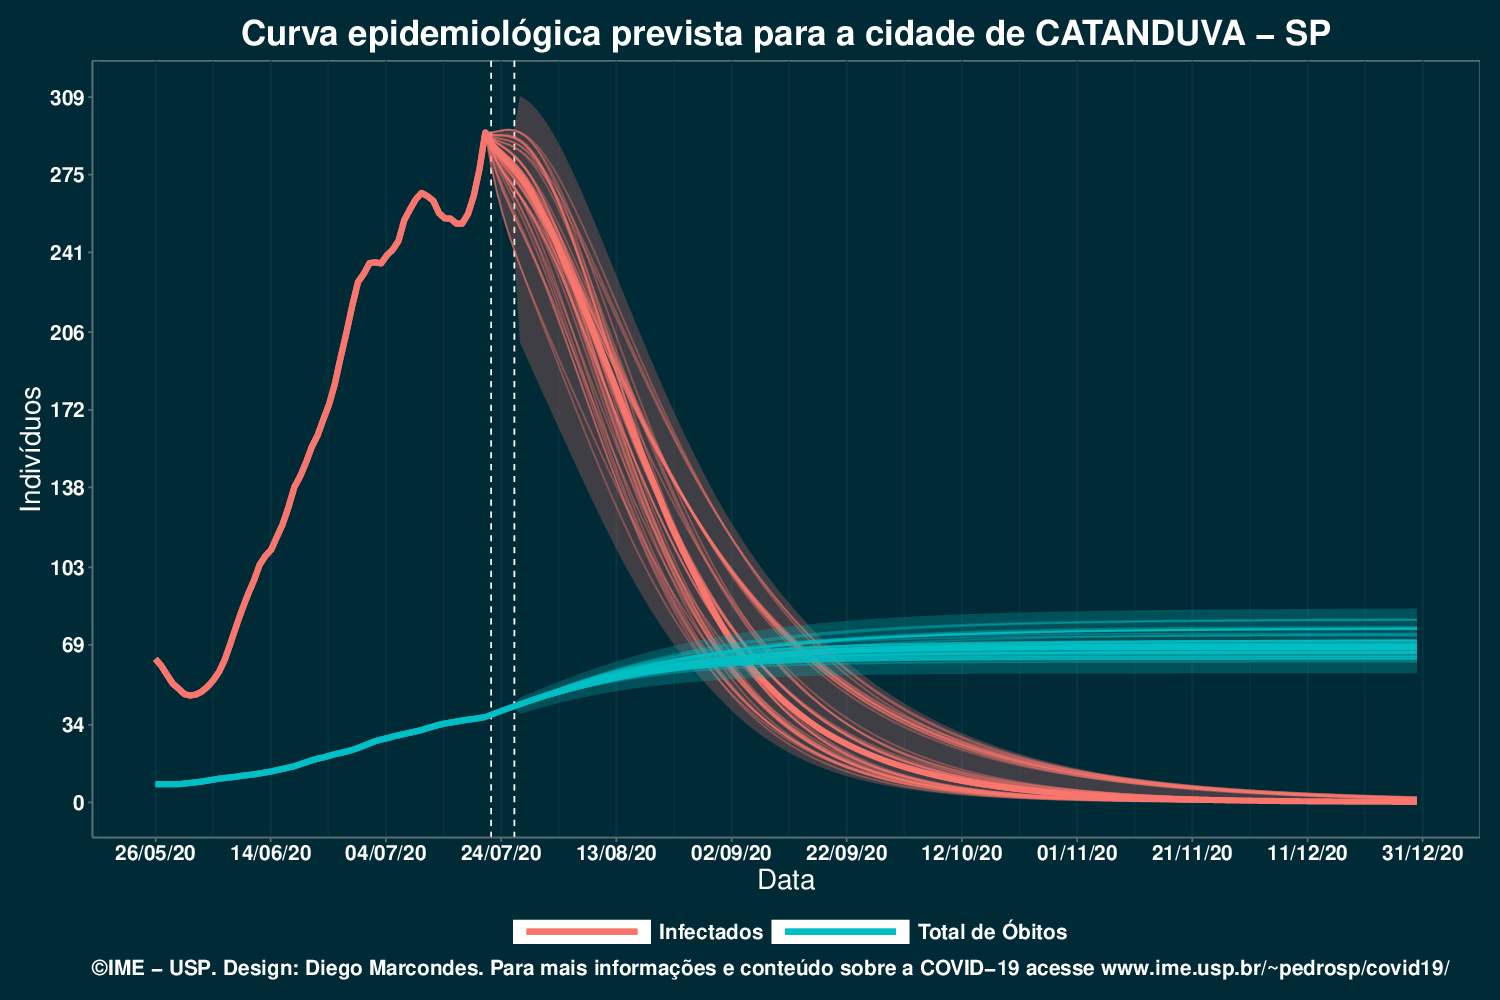 Curva epidemiológica prevista para a cidade de CATANDUVA – SP
309
275
241
206
172
138
103
69
34
0
Indivíduos
26/05/20 14/06/20 04/07/20 24/07/20 13/08/20 02/09/20 22/09/20 12/10/20 01/11/20 21/11/20 11/12/20 31/12/20
Data
Infectados Total de Óbitos
©IME – USP. Design: Diego Marcondes. Para mais informações e conteúdo sobre a COVID–19 acesse www.ime.usp.br/~pedrosp/covid19/